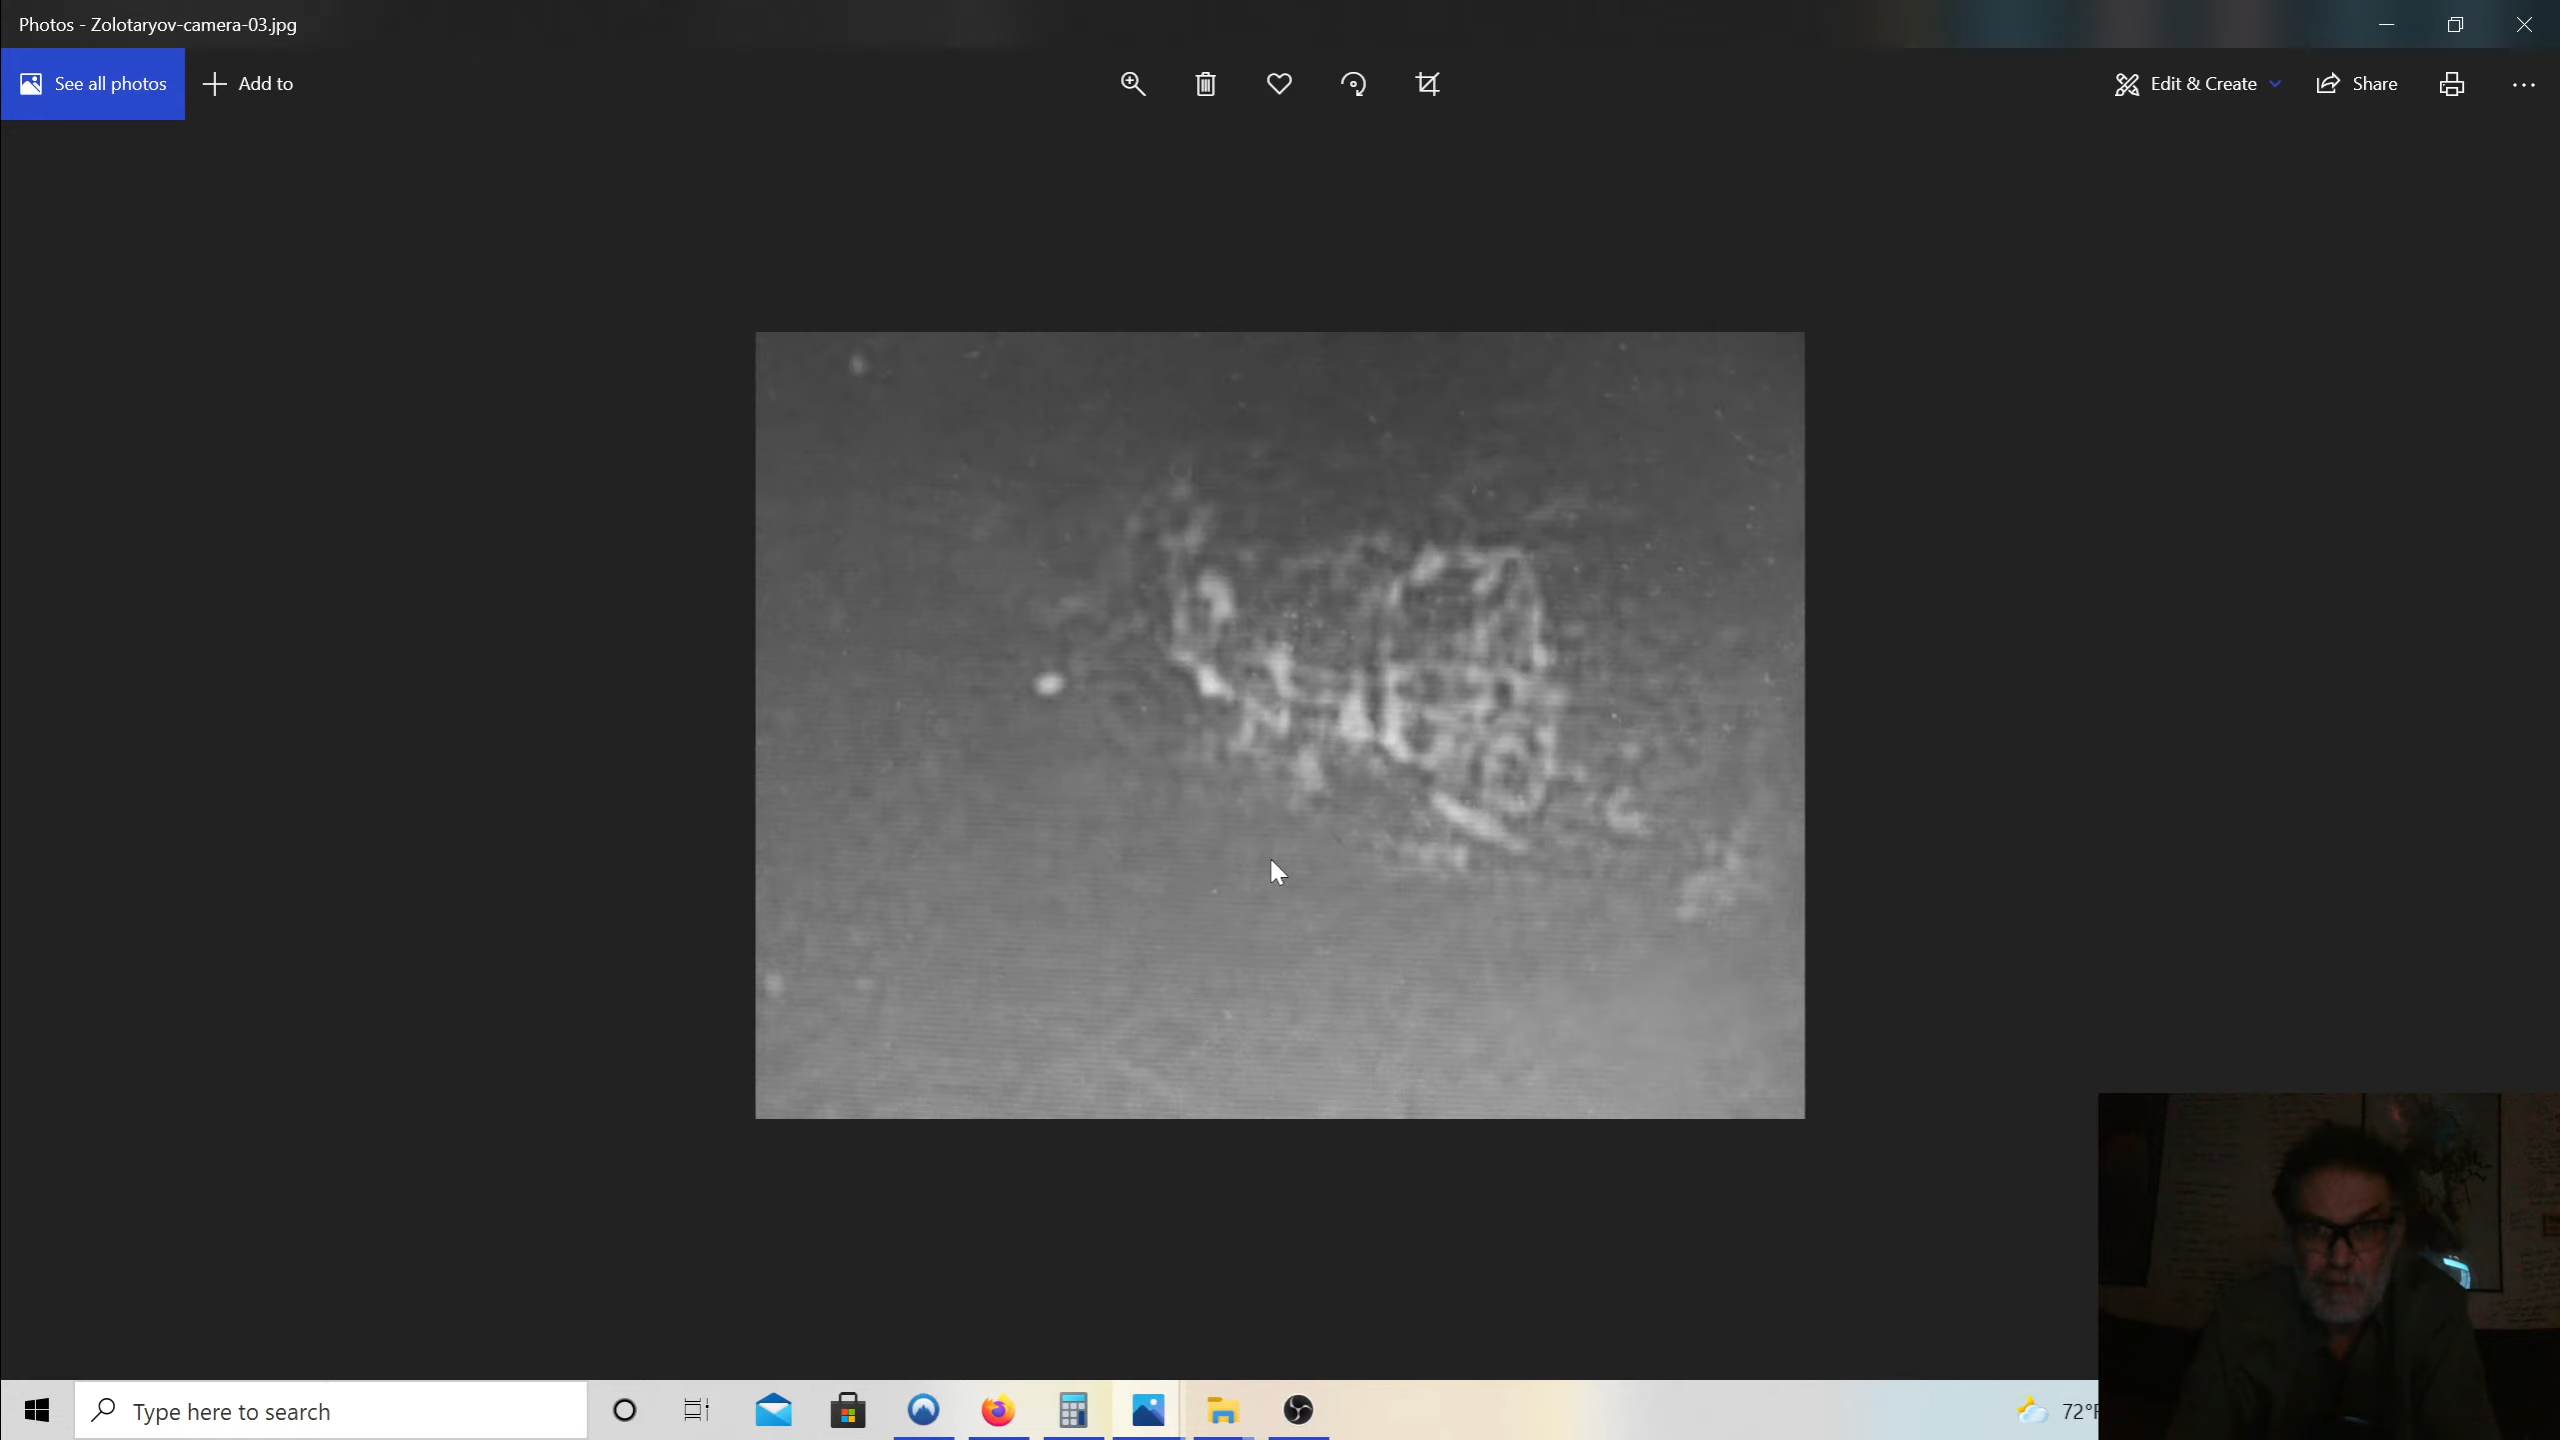 Photos - Zolotaryov-camera-03.jpg
See all photos
Add to
Edit & Create
Share
Type here to search
72°F